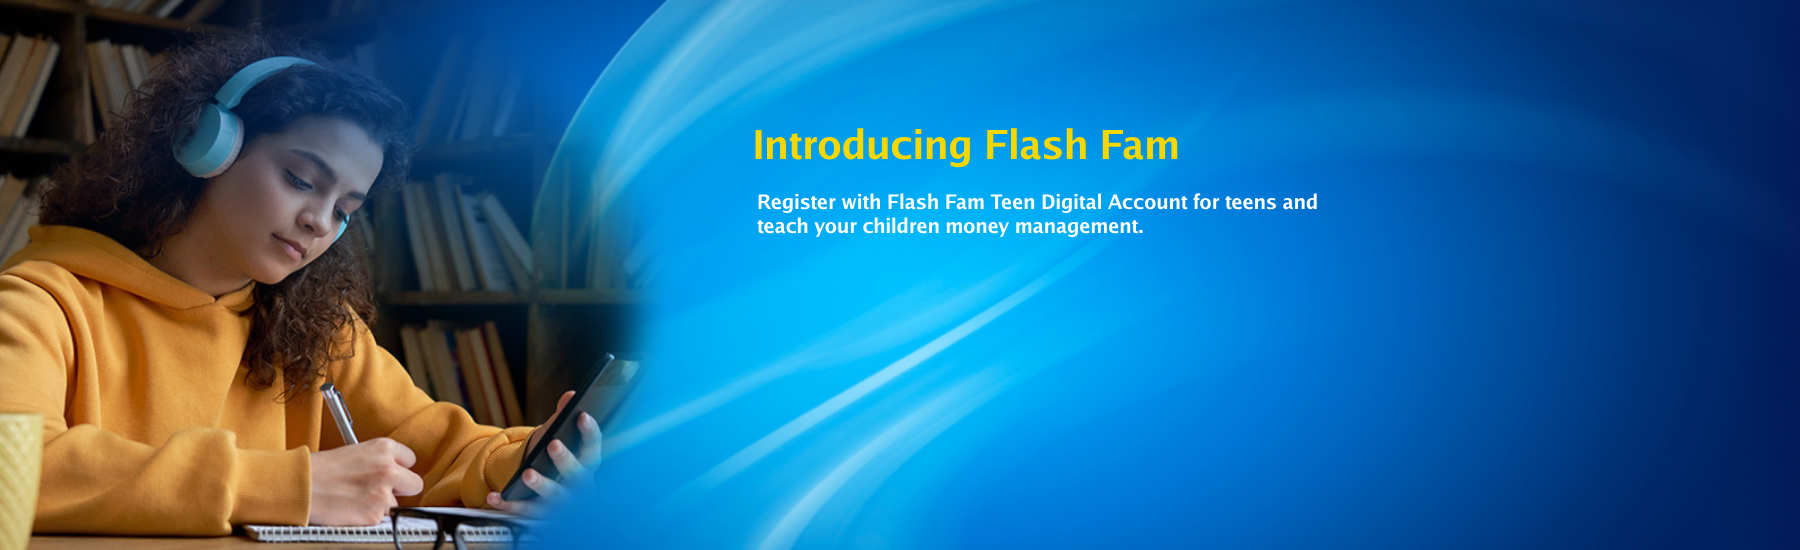 Introducing Flash Fam
Register with Flash Fam Teen Digital Account for teens and
teach your children money management.